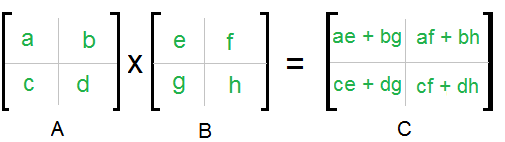 a b x e f = ae + bg af + bh
c d g h ce + dg cf + dh
A B C